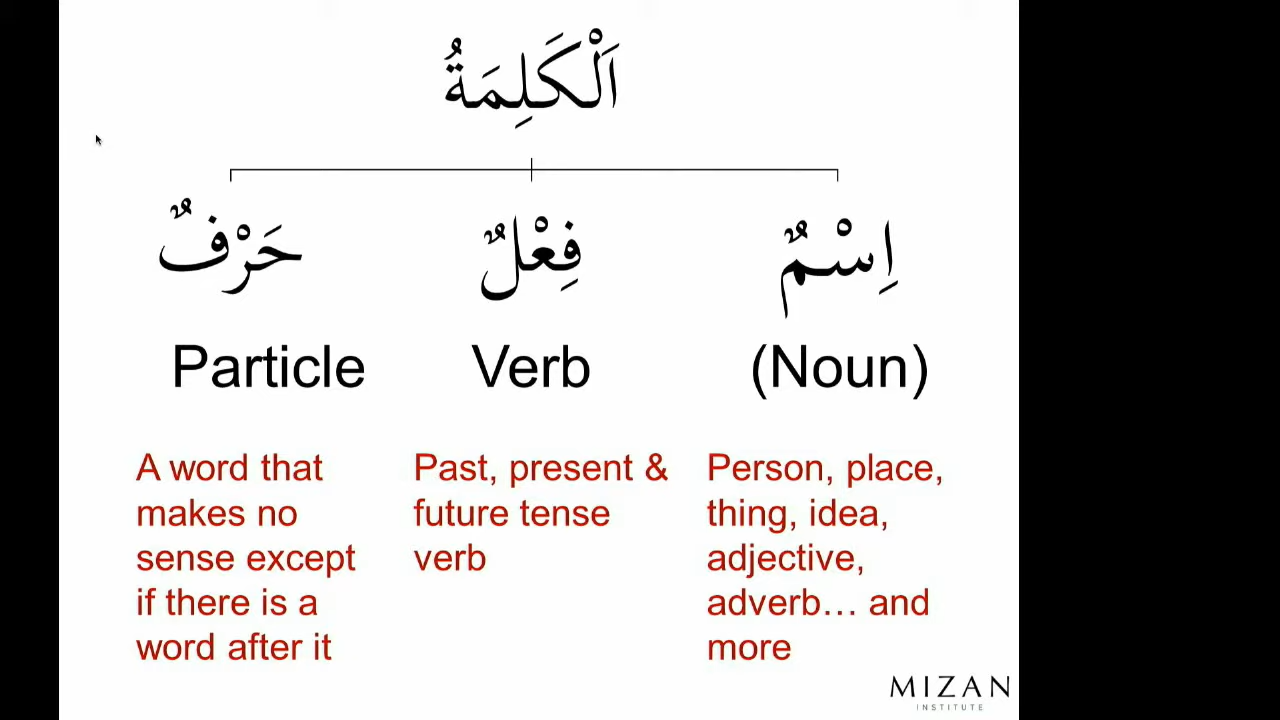 اَلْكَلِمَةُ
اِسْمٌ
فِعْلٌ
حَرْفٌ
(Noun)
Verb
Particle
Person, place,
thing, idea,
adjective,
adverb… and
more
Past, present &
future tense
verb
A word that
makes no
sense except
if there is a
word after it
MIZAN
INSTITUTE